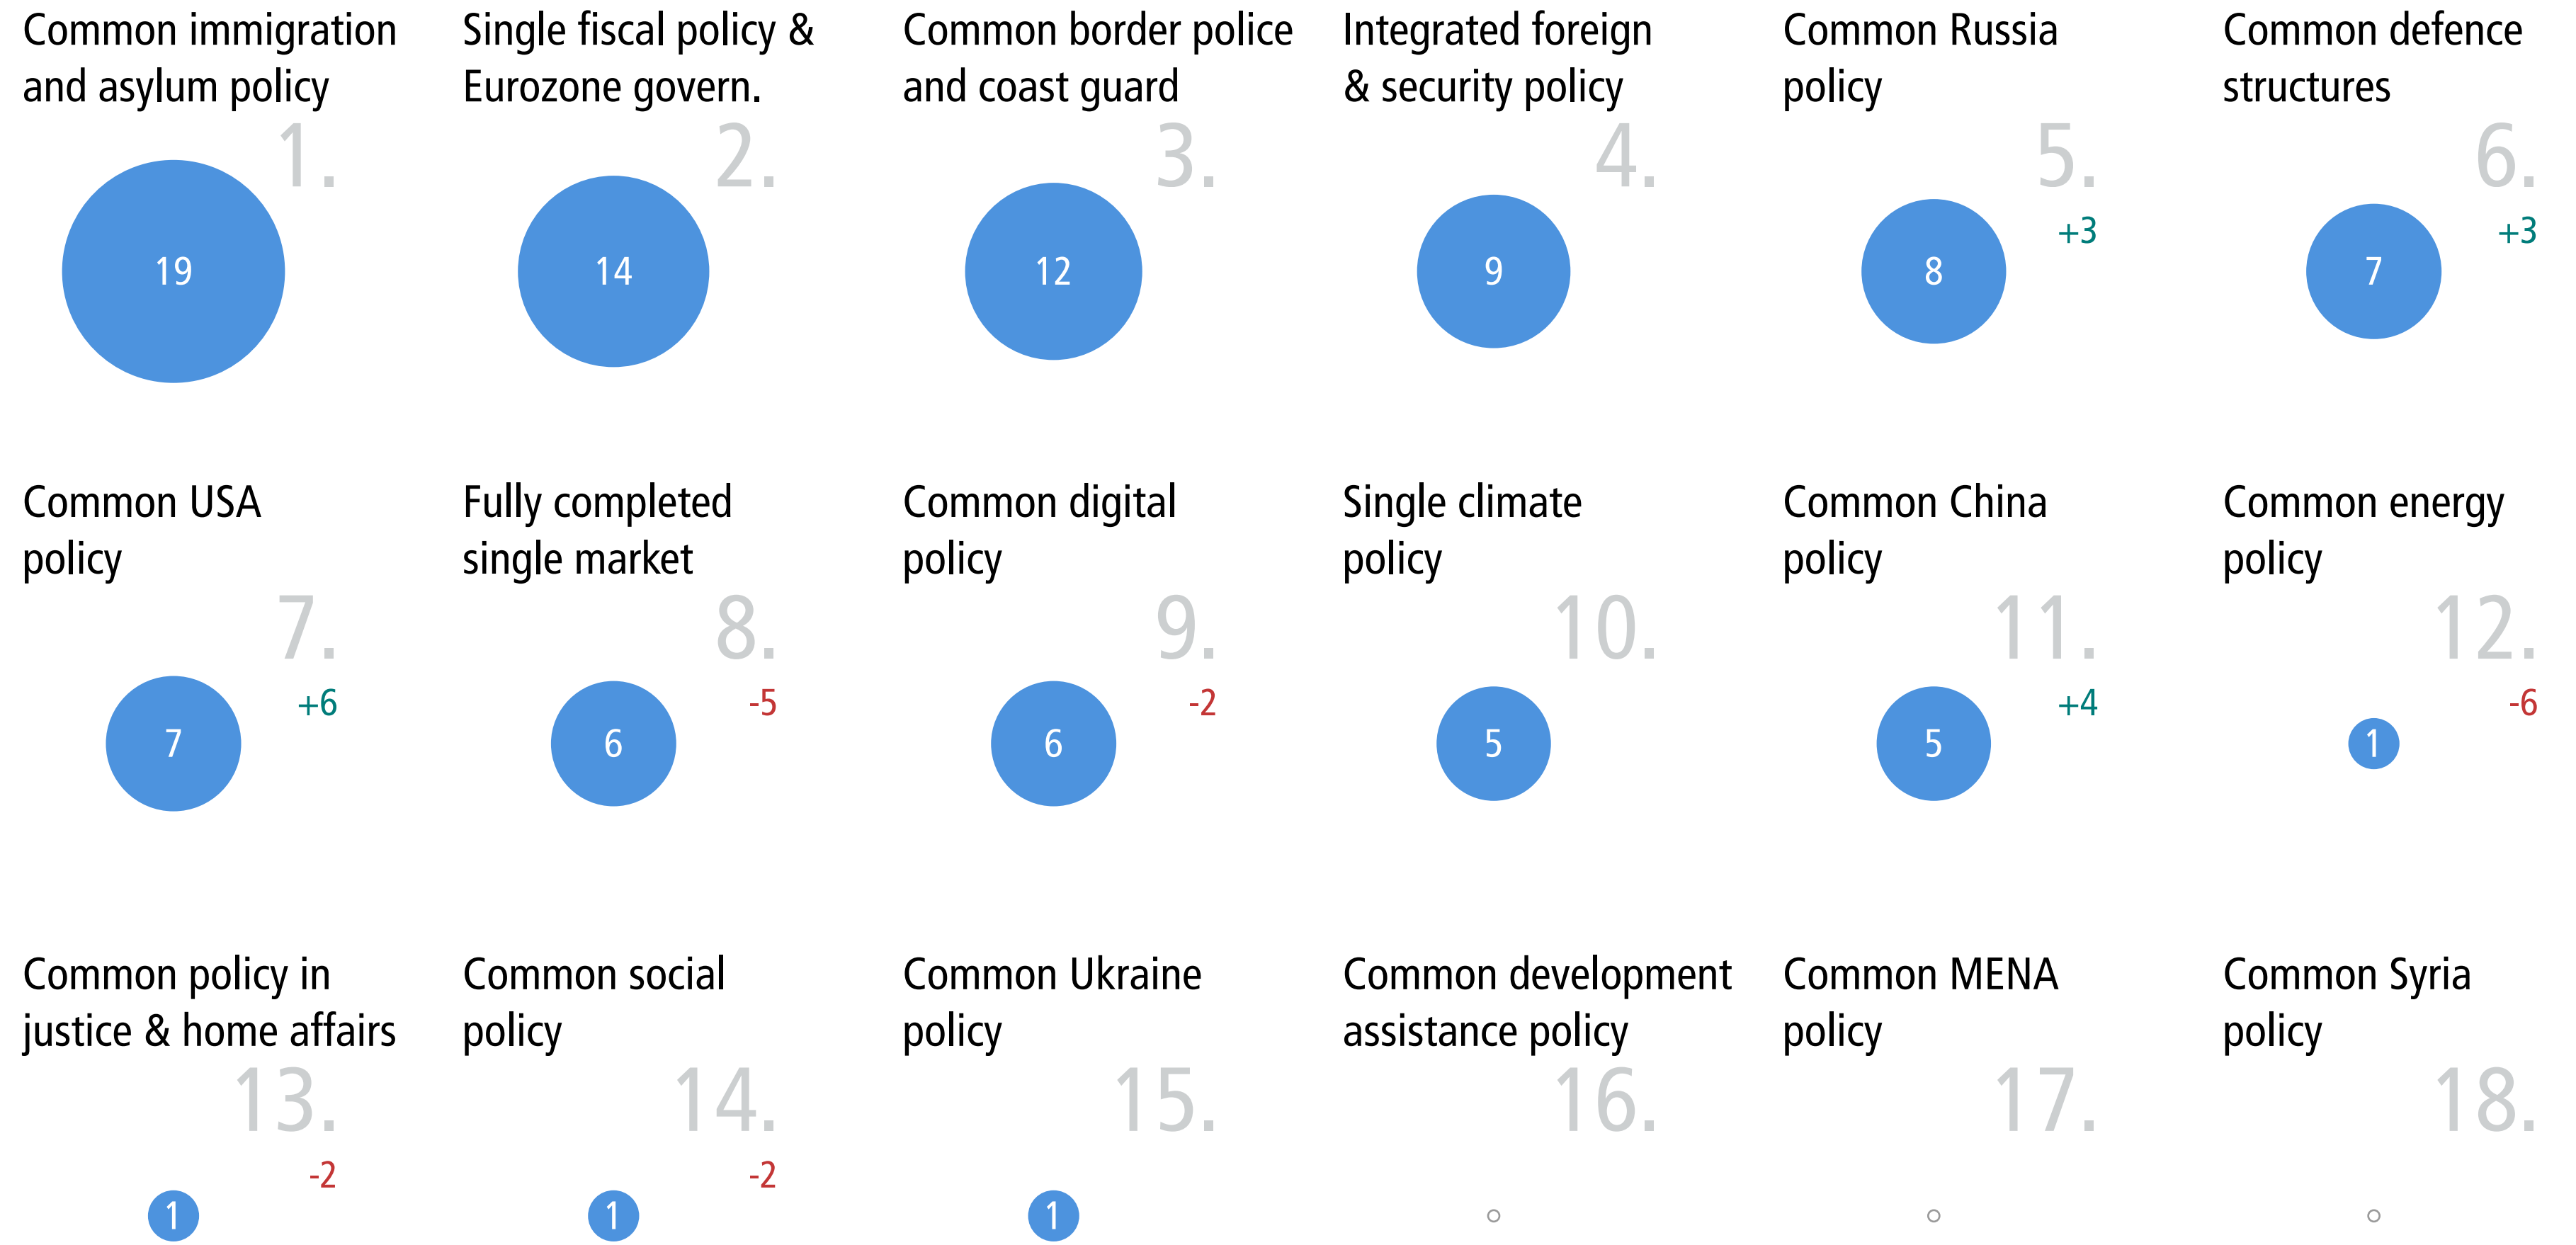 Common immigration
and asylum policy
1.
19
Single fiscal policy &
Eurozone govern.
2.
14
Common border police
and coast guard
3.
12
Integrated foreign
& security policy
4.
9
Common Russia
policy
5.
+3
8
Common defence
structures
6.
+3
7
Common USA
policy
7.
+6
7
Fully completed
single market
8.
-5
6
Common digital
policy
9.
-2
6
Single climate
policy
10.
5
Common China
policy
11.
+4
5
Common energy
policy
12.
-6
1
Common policy in
justice & home affairs
13.
-2
1
Common social
policy
14.
-2
1
Common Ukraine
policy
15.
1
Common development
assistance policy
16.
Common MENA
policy
17.
Common Syria
policy
18.